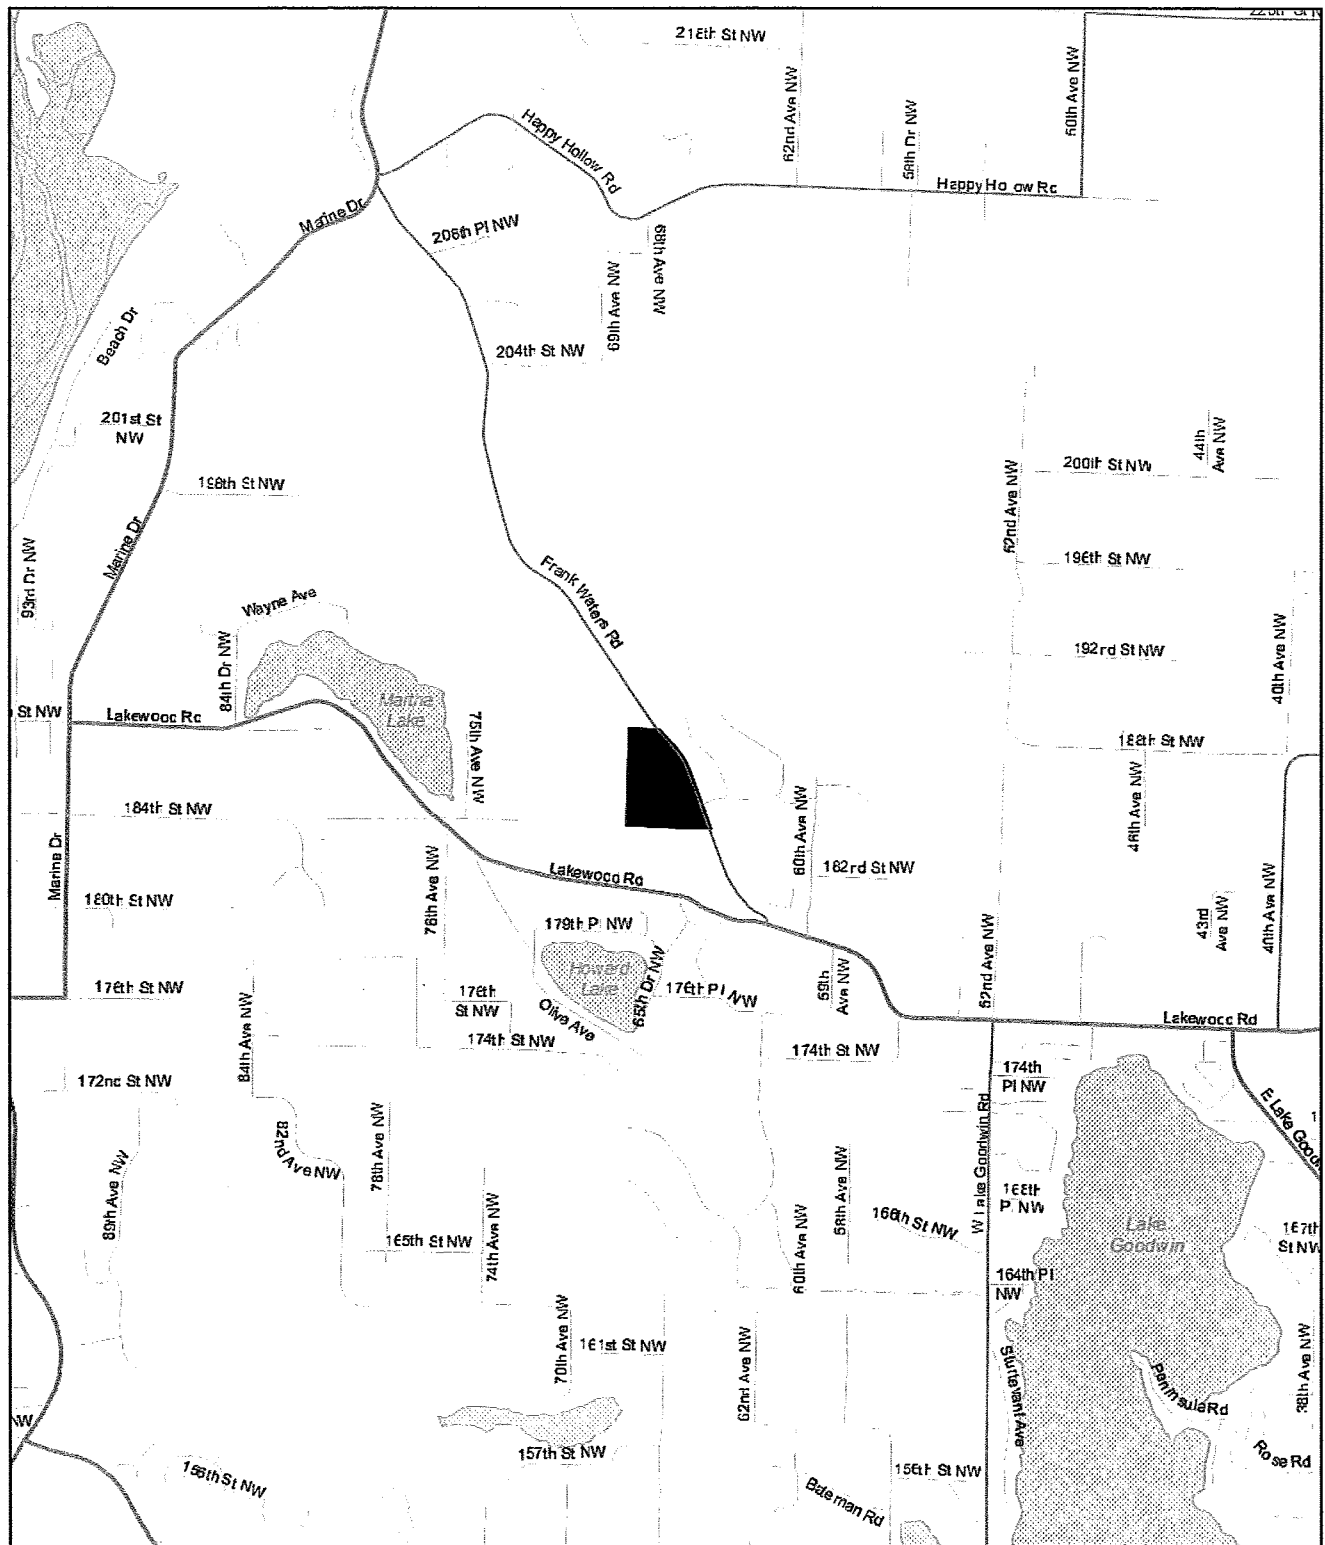 218th St NW
62nd Ave NW
50th Ave NW
Happy Hollow Rd
58th Dr NW
Happy Hollow Rd
Marine Dr
206th Pl NW
68th Ave NW
69th Ave NW
Beach Dr
204th St NW
201st St
NW
44th
Ave NW
200th St NW
198th St NW
52nd Ave NW
Marine Dr
196th St NW
93rd Dr NW
Frank Waters Rd
Wayne Ave
84th Dr NW
192nd St NW
40th Ave NW
Martha
Lake
St NW
Lakewood Rd
75th Ave NW
188th St NW
184th St NW
60th Ave NW
46th Ave NW
Marine Dr
Lakewood Rd
182nd St NW
76th Ave NW
180th St NW
179th Pl NW
43rd
Ave NW
40th Ave NW
52nd Ave NW
Howard
Lake
65th Dr NW
59th
Ave NW
176th St NW
176th
St NW
176th Pl NW
Olive Ave
Lakewood Rd
84th Ave NW
174th St NW
174th St NW
174th
Pl NW
172nd St NW
E Lake Goodw
W Lake Goodwin Rd
82nd Ave NW
78th Ave NW
89th Ave NW
168th
Pl NW
58th Ave NW
166th St NW
Lake
Goodwin
167th
St NW
165th St NW
74th Ave NW
60th Ave NW
164th Pl
NW
161st St NW
70th Ave NW
62nd Ave NW
Sturtevant Ave
Peninsula Rd
38th Ave NW
NW
157th St NW
Rose Rd
156th St NW
156th St NW
Bateman Rd